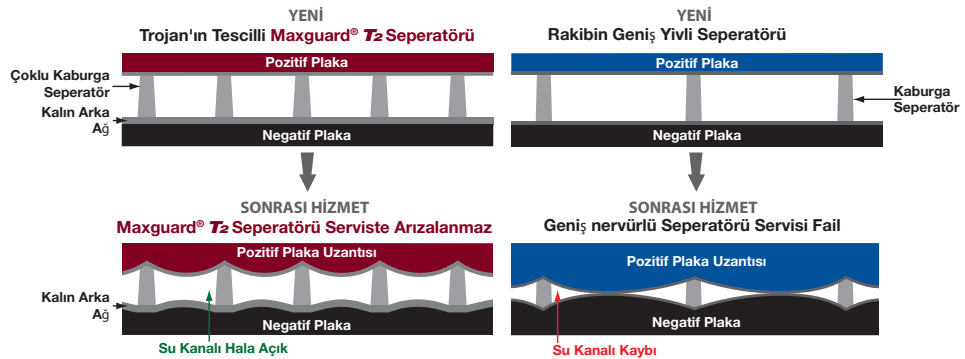 YENİ
Trojan'ın Tescilli Maxguard® T2 Seperatörü
Pozitif Plaka
Çoklu Kaburga
Seperatör
Kalın Arka
Ağ
Negatif Plaka
YENİ
Rakibin Geniş Yivli Seperatörü
Pozitif Plaka
Kaburga
Seperatör
Negatif Plaka
SONRASI HİZMET
Maxguard® T2 Seperatörü Serviste Arızalanmaz
Pozitif Plaka Uzantısı
Kalın Arka
Ağ
Negatif Plaka
Su Kanalı Hala Açık
SONRASI HİZMET
Geniş nervürlü Seperatörü Servisi Fail
Pozitif Plaka Uzantısı
Negatif Plaka
Su Kanalı Kaybı